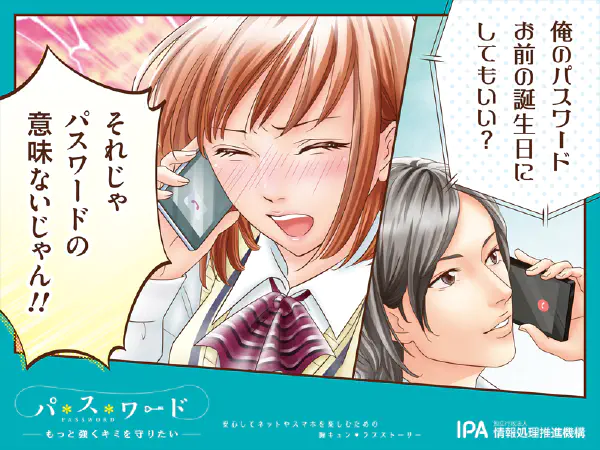 俺のパスワード
お前の誕生日に
してもいい?
それじゃ
パスワードの
意味ないじゃん!!
パ*ス*ワード
PASSWORD
もっと強くキミを守りたい
安心してネットやスマホを楽しむための
胸キュン♥ラブストーリー
IPA
独立行政法人
情報処理推進機構